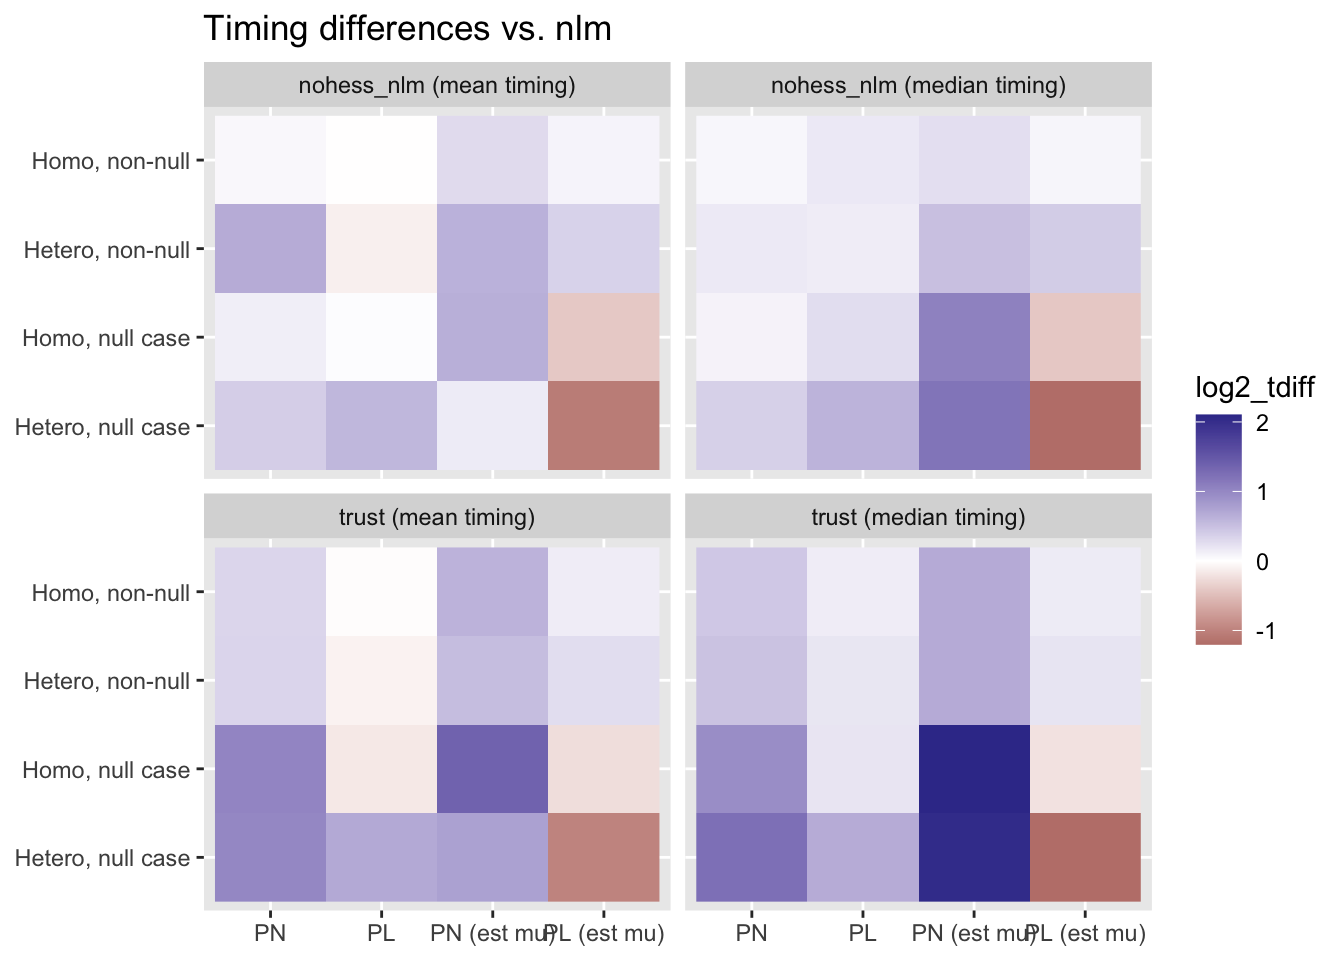 Timing differences vs. nlm
nohess_nlm (mean timing)
nohess_nlm (median timing)
Homo, non-null
Hetero, non-null
Homo, null case
Hetero, null case
trust (mean timing)
trust (median timing)
Homo, non-null
Hetero, non-null
Homo, null case
Hetero, null case
PN PL PN (est mu) PL (est mu)
PN PL PN (est mu) PL (est mu)
log2_tdiff
2
1
0
-1